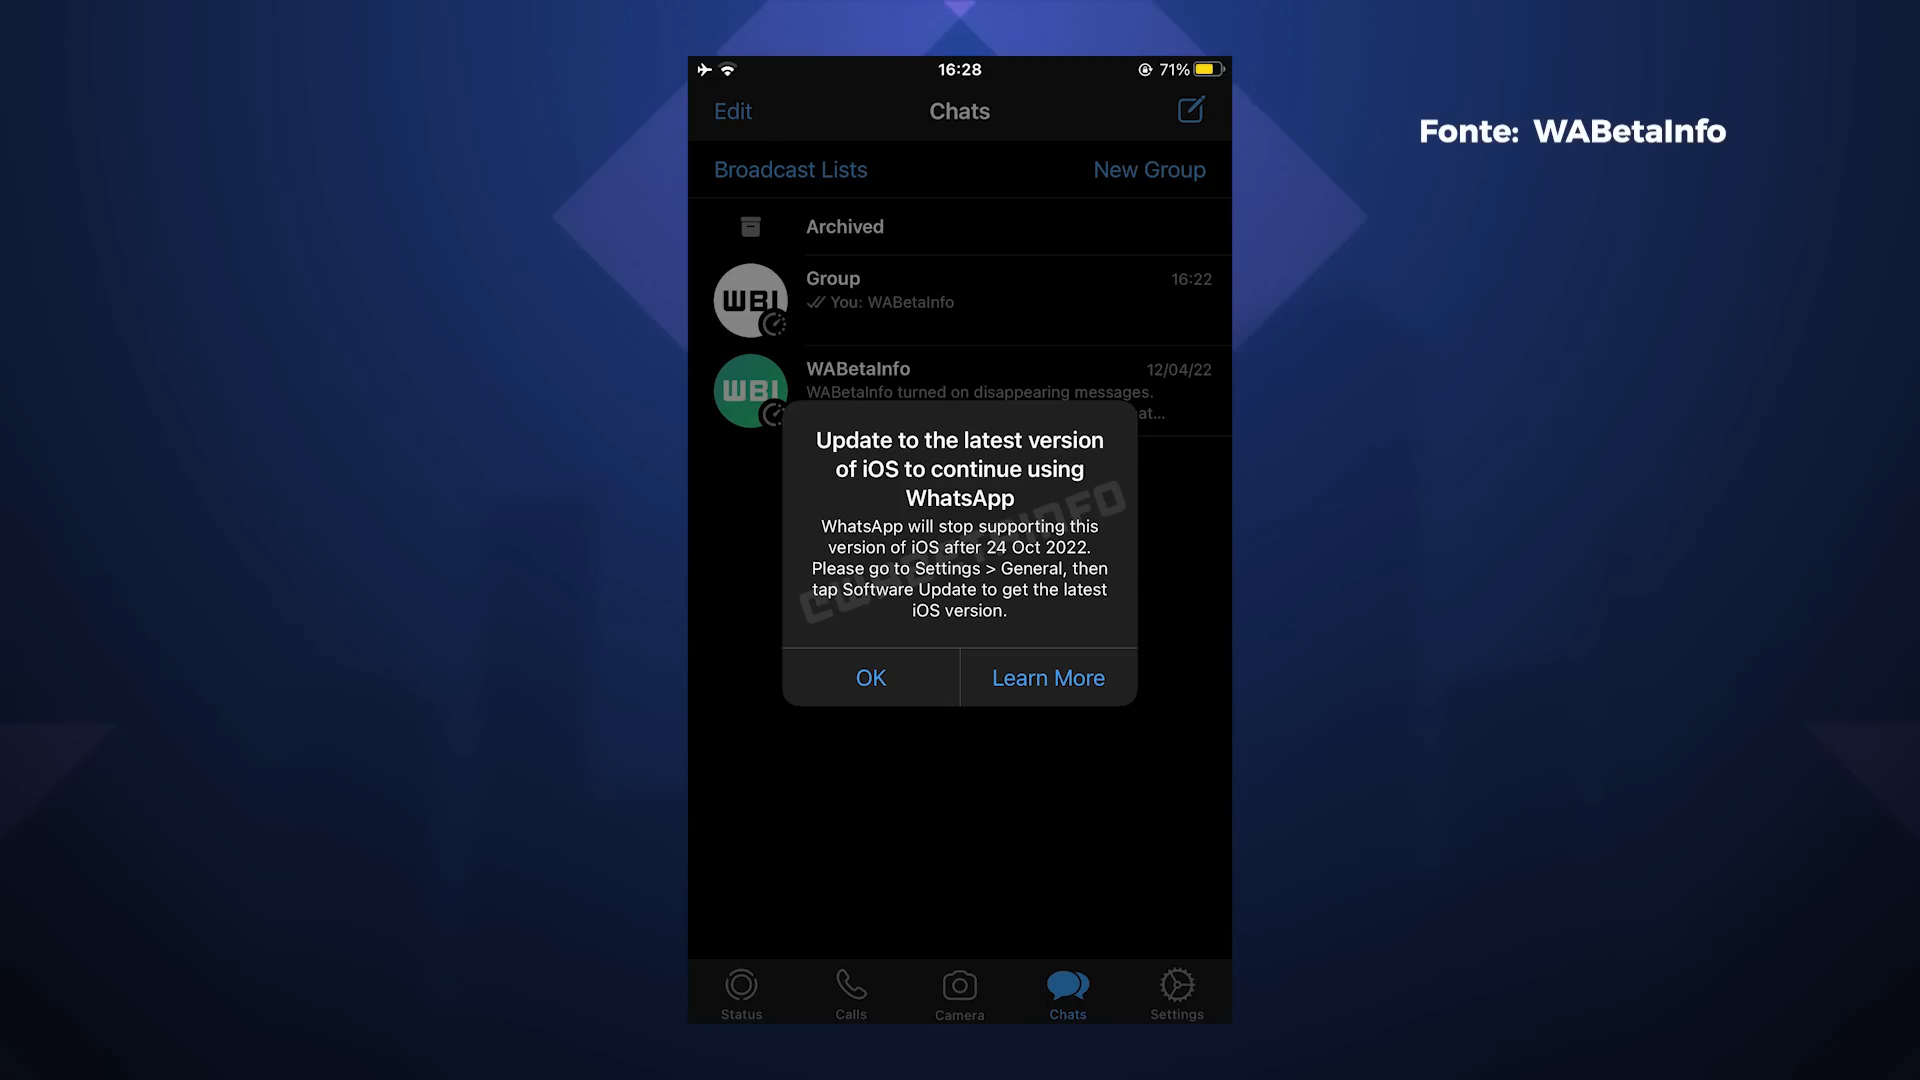 16:28
71%
Edit
Chats
Fonte: WABetaInfo
Broadcast Lists
New Group
Archived
WBI
Group
16:22
You: WABetaInfo
WBI
WABetaInfo
12/04/22
WABetaInfo turned on disappearing messages.
at...
Update to the latest version
of iOS to continue using
WhatsApp
WhatsApp will stop supporting this
version of iOS after 24 Oct 2022.
Please go to Settings > General, then
tap Software Update to get the latest
iOS version.
OK
Learn More
Status
Calls
Camera
Chats
Settings